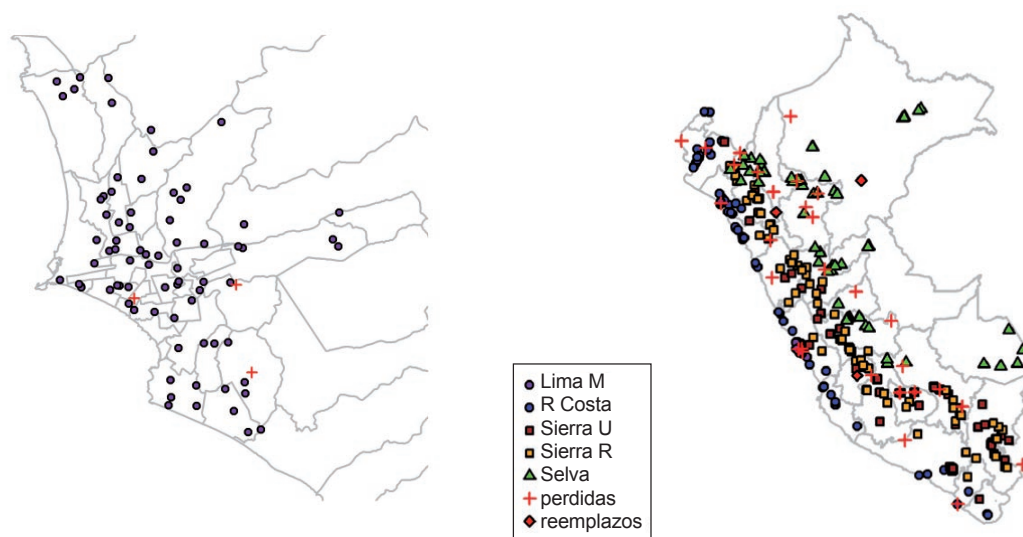 Lima M
R Costa
Sierra U
Sierra R
Selva
perdidas
reemplazos